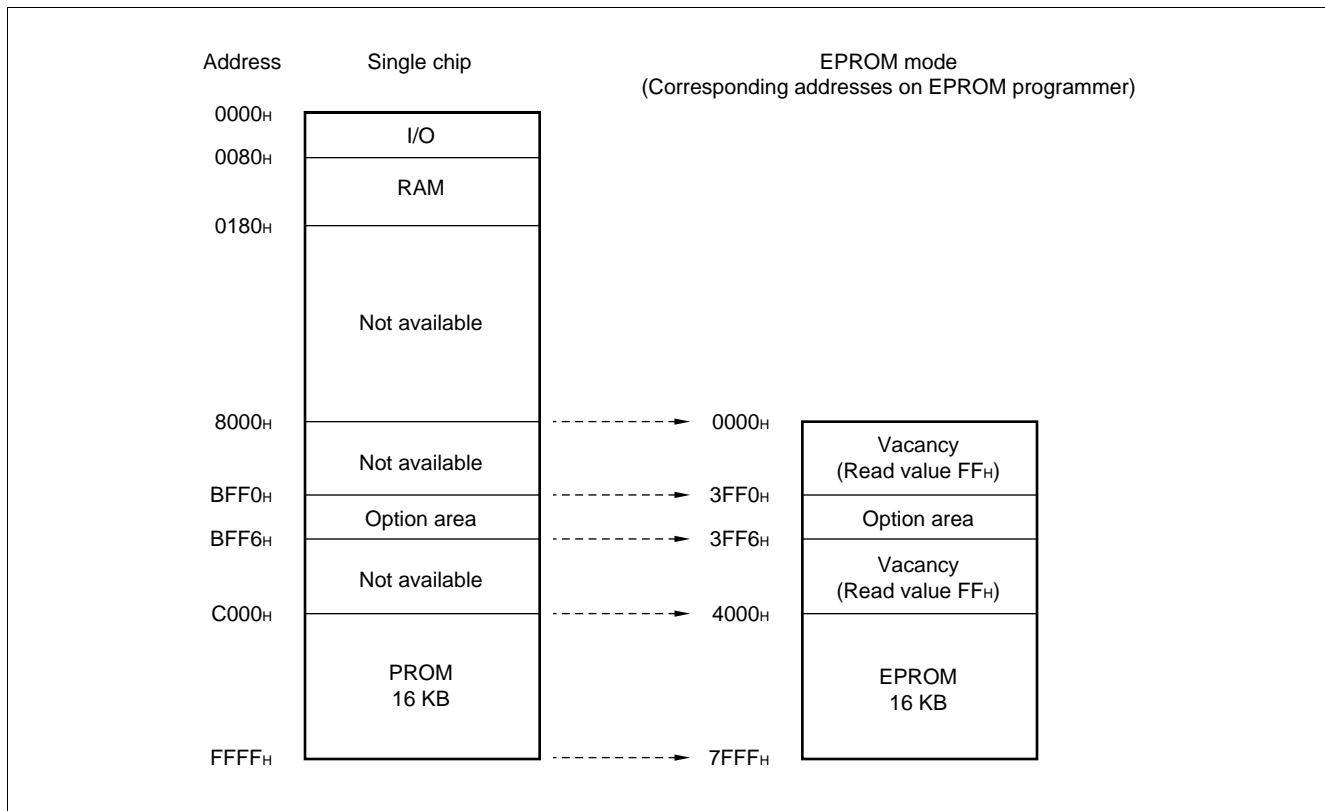 Address
Single chip
EPROM mode
(Corresponding addresses on EPROM programmer)
0000H
I/O
0080H
RAM
0180H
Not available
8000H
0000H
Not available
Vacancy
(Read value FFH)
BFF0H
3FF0H
Option area
Option area
BFF6H
3FF6H
Not available
Vacancy
(Read value FFH)
C000H
4000H
PROM
16 KB
EPROM
16 KB
FFFFH
7FFFH